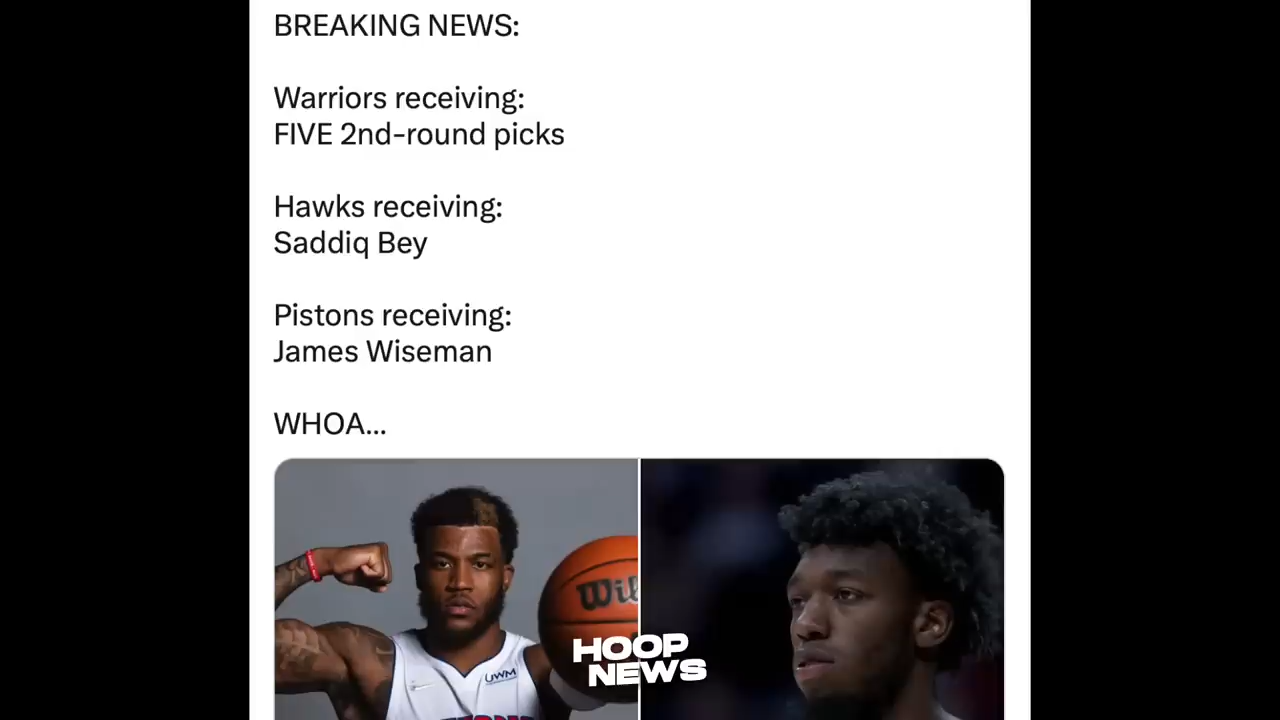 BREAKING NEWS:
Warriors receiving:
FIVE 2nd-round picks
Hawks receiving:
Saddiq Bey
Pistons receiving:
James Wiseman
WHOA...
UWM
HOOP
NEWS